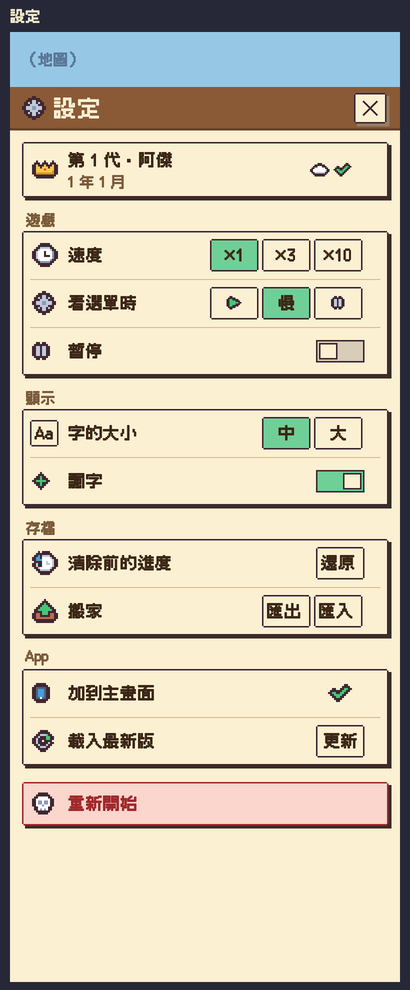 設定
（地圖）
設定
第 1 代・阿傑
1 年 1 月
遊戲
速度
×1
×3
×10
看選單時
慢
暫停
顯示
Aa
字的大小
中
大
飄字
存檔
清除前的進度
還原
搬家
匯出
匯入
App
加到主畫面
載入最新版
更新
重新開始